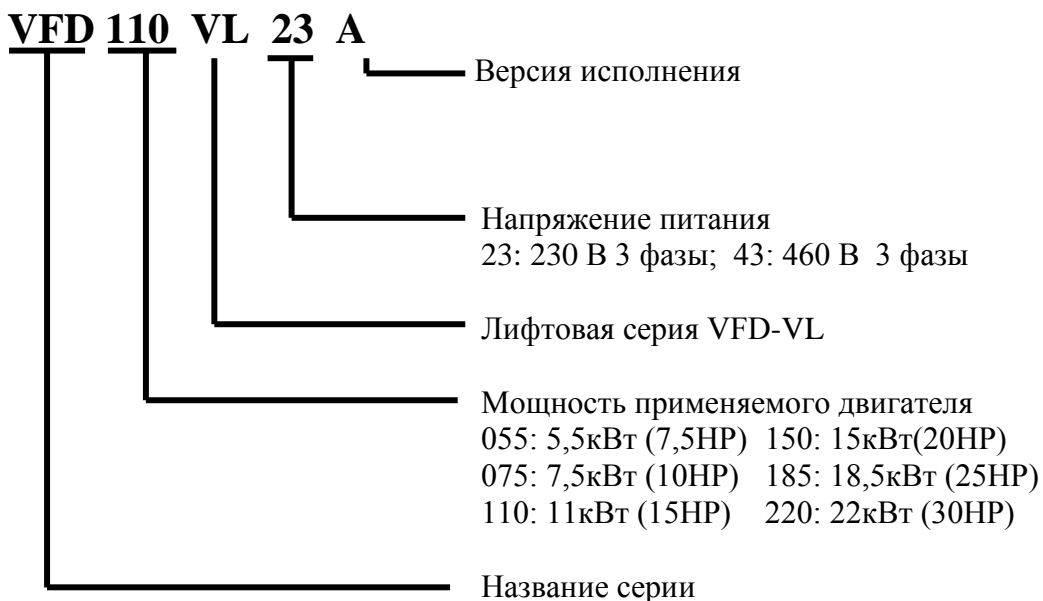 VFD 110 VL 23 A
Версия исполнения
Напряжение питания
23: 230 В 3 фазы; 43: 460 В 3 фазы
Лифтовая серия VFD-VL
Мощность применяемого двигателя
055: 5,5кВт (7,5HP) 150: 15кВт(20HP)
075: 7,5кВт (10HP) 185: 18,5кВт (25HP)
110: 11кВт (15HP) 220: 22кВт (30HP)
Название серии